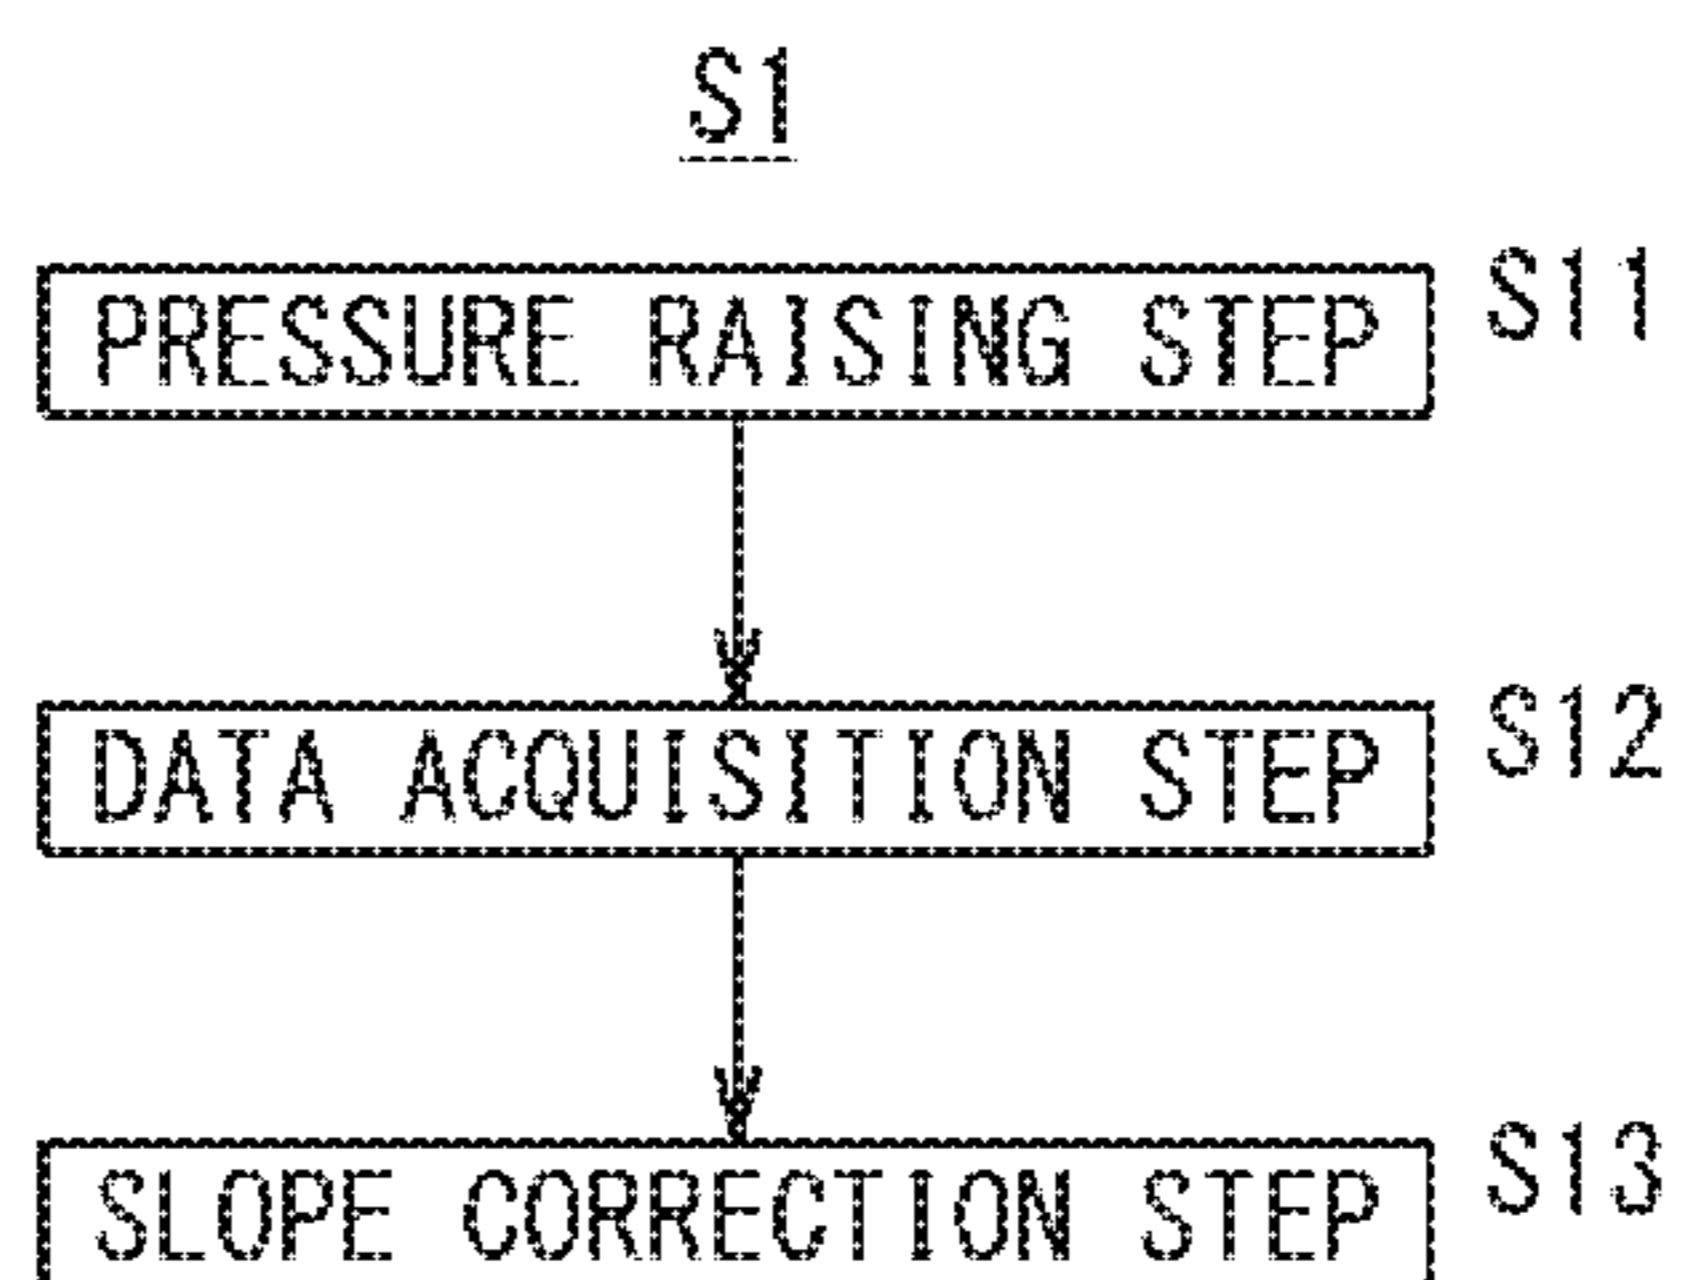 S1
PRESSURE RAISING STEP S11
DATA ACQUISITION STEP S12
SLOPE CORRECTION STEP S13